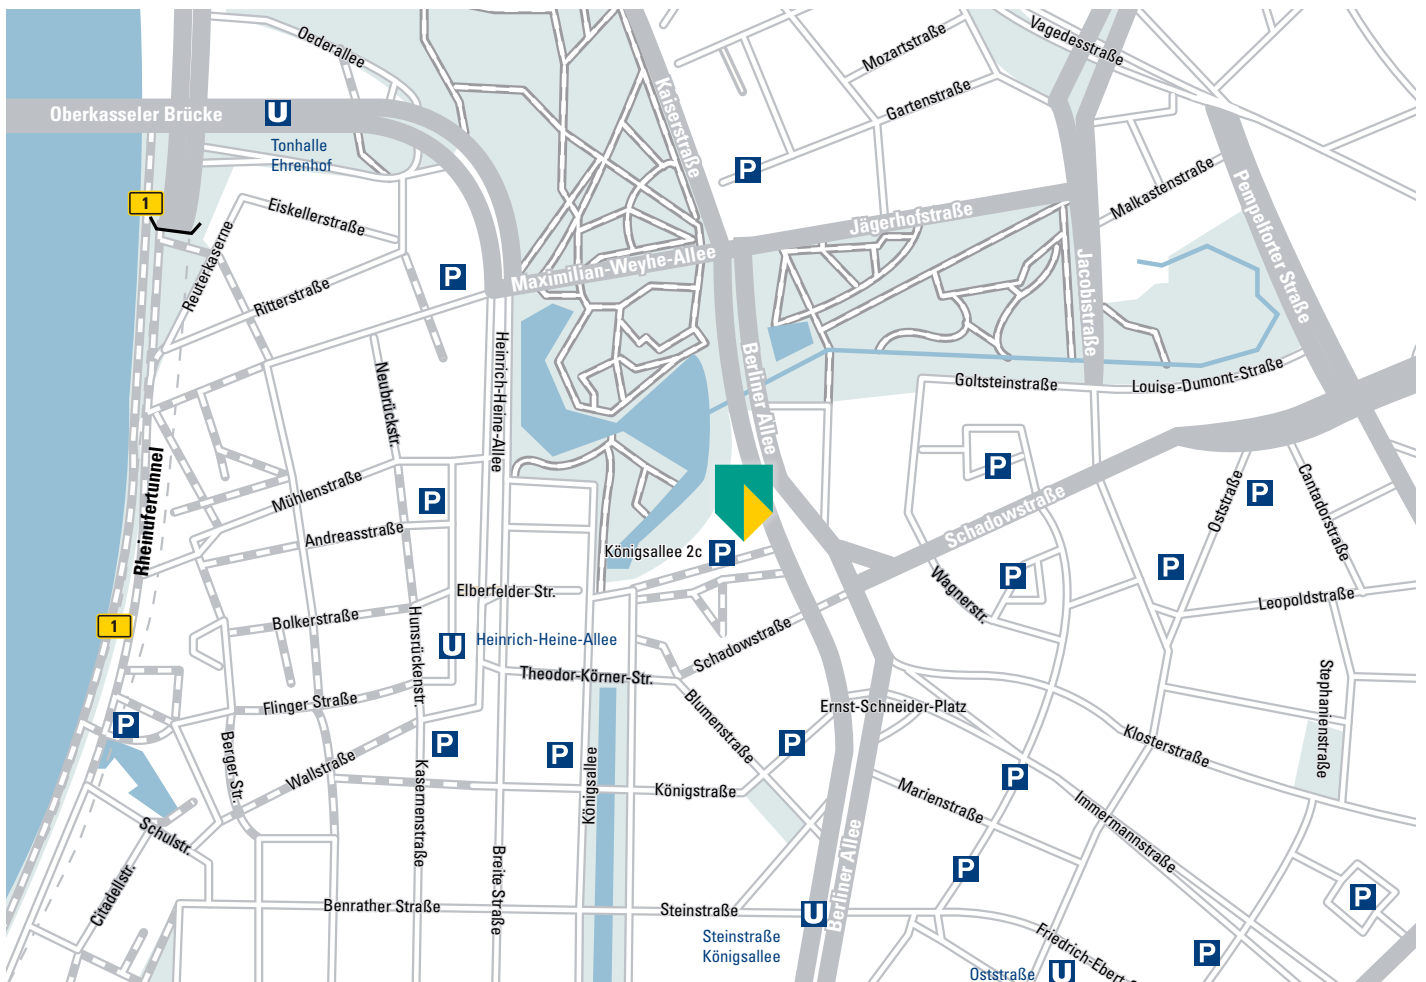 Oederallee
Kaiserstraße
Mozartstraße
Vagedesstraße
Gartenstraße
Oberkasseler Brücke
U
Tonhalle
Ehrenhof
P
Malkastenstraße
Pempelforter Straße
1
Eiskellerstraße
Reuterkaserne
Ritterstraße
P
Maximilian-Weyhe-Allee
Jägerhofstraße
Jacobistraße
Heinrich-Heine-Allee
Neubrückstr.
Berliner Allee
Goltsteinstraße
Louise-Dumont-Straße
Rheinufertunnel
Mühlenstraße
P
Andreasstraße
Königsallee 2c
P
Schadowstraße
P
Oststraße
P
Cantadorstraße
P
P
Wagnerstr.
Leopoldstraße
Elberfelder Str.
Bolkerstraße
Hunsrückenstr.
1
U
Heinrich-Heine-Allee
Schadowstraße
Theodor-Körner-Str.
Blumenstraße
Stephanienstraße
Flinger Straße
Ernst-Schneider-Platz
P
Berger Str.
Wallstraße
P
P
Königsallee
P
Klosterstraße
P
Kasernenstraße
Königstraße
Marienstraße
Immermannstraße
Schulstr.
Citadellstr.
Breite Straße
Berliner Allee
P
P
Benrather Straße
Steinstraße
U
Steinstraße
Königsallee
Friedrich-Ebert-S
P
Oststraße
U